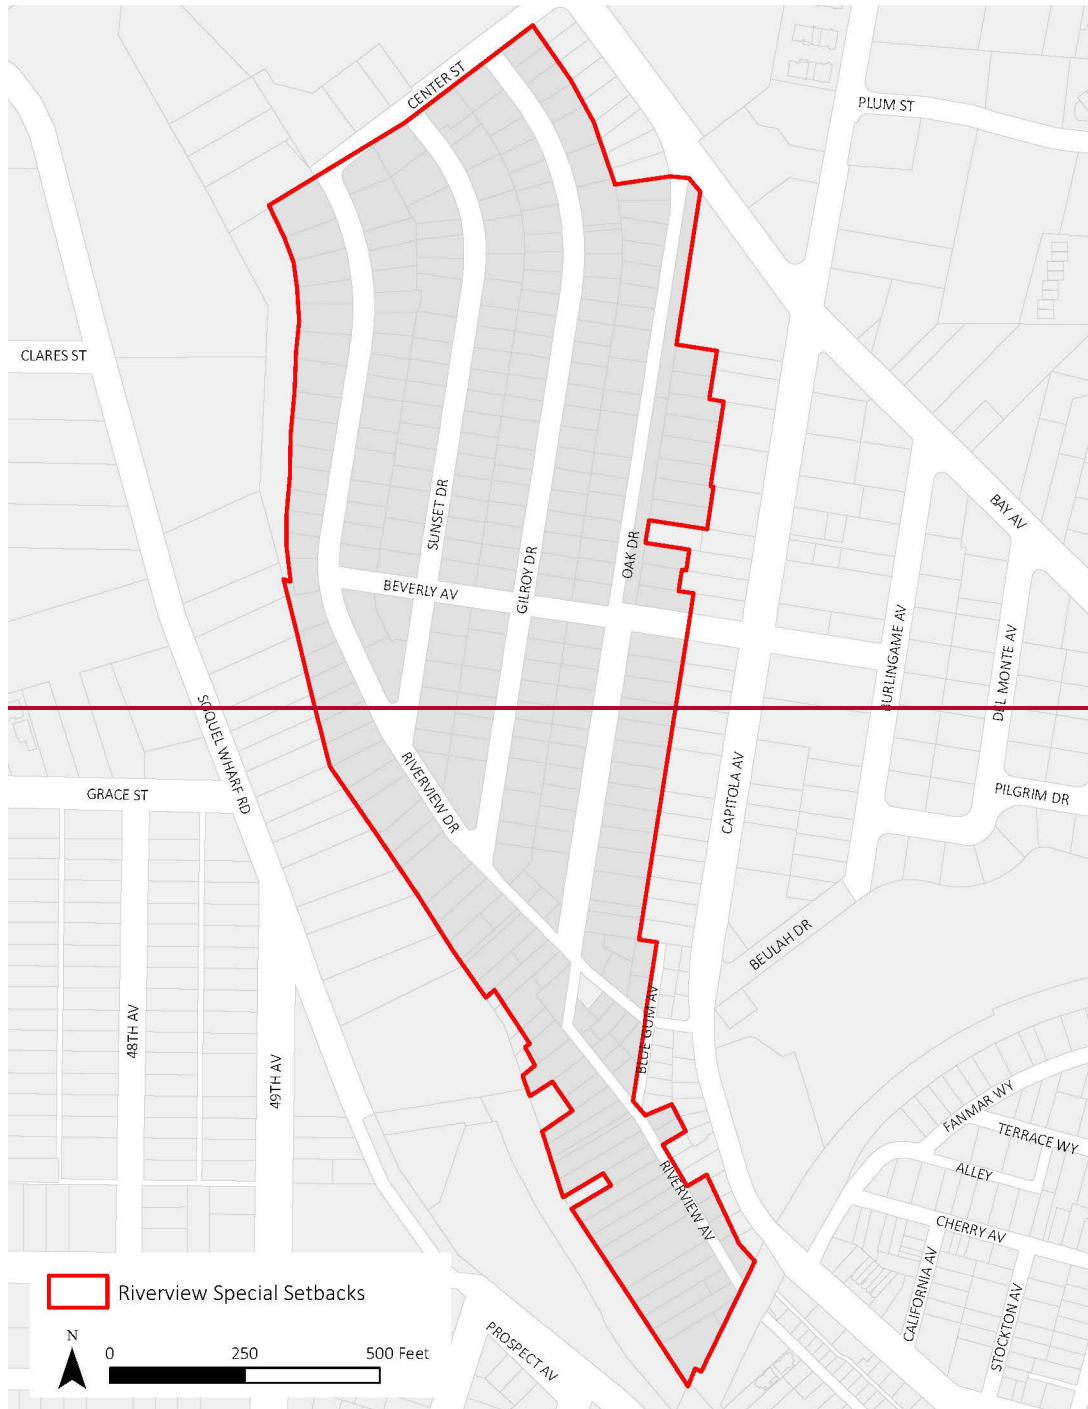 CENTER ST
PLUM ST
CLARES ST
BAY AV
SUNSET DR
OAK DR
GILROY DR
BEVERLY AV
BURLINGAME AV
DEL MONTE AV
SOQUEL WHARF RD
RIVERVIEW DR
CAPITOLA AV
GRACE ST
PILGRIM DR
BEULAH DR
48TH AV
49TH AV
BLUE GUM AV
FANMAR WY
TERRACE WY
ALLEY
RIVERVIEW AV
CHERRY AV
CALIFORNIA AV
STOCKTON AV
PROSPECT AV
Riverview Special Setbacks
N
0 250 500 Feet